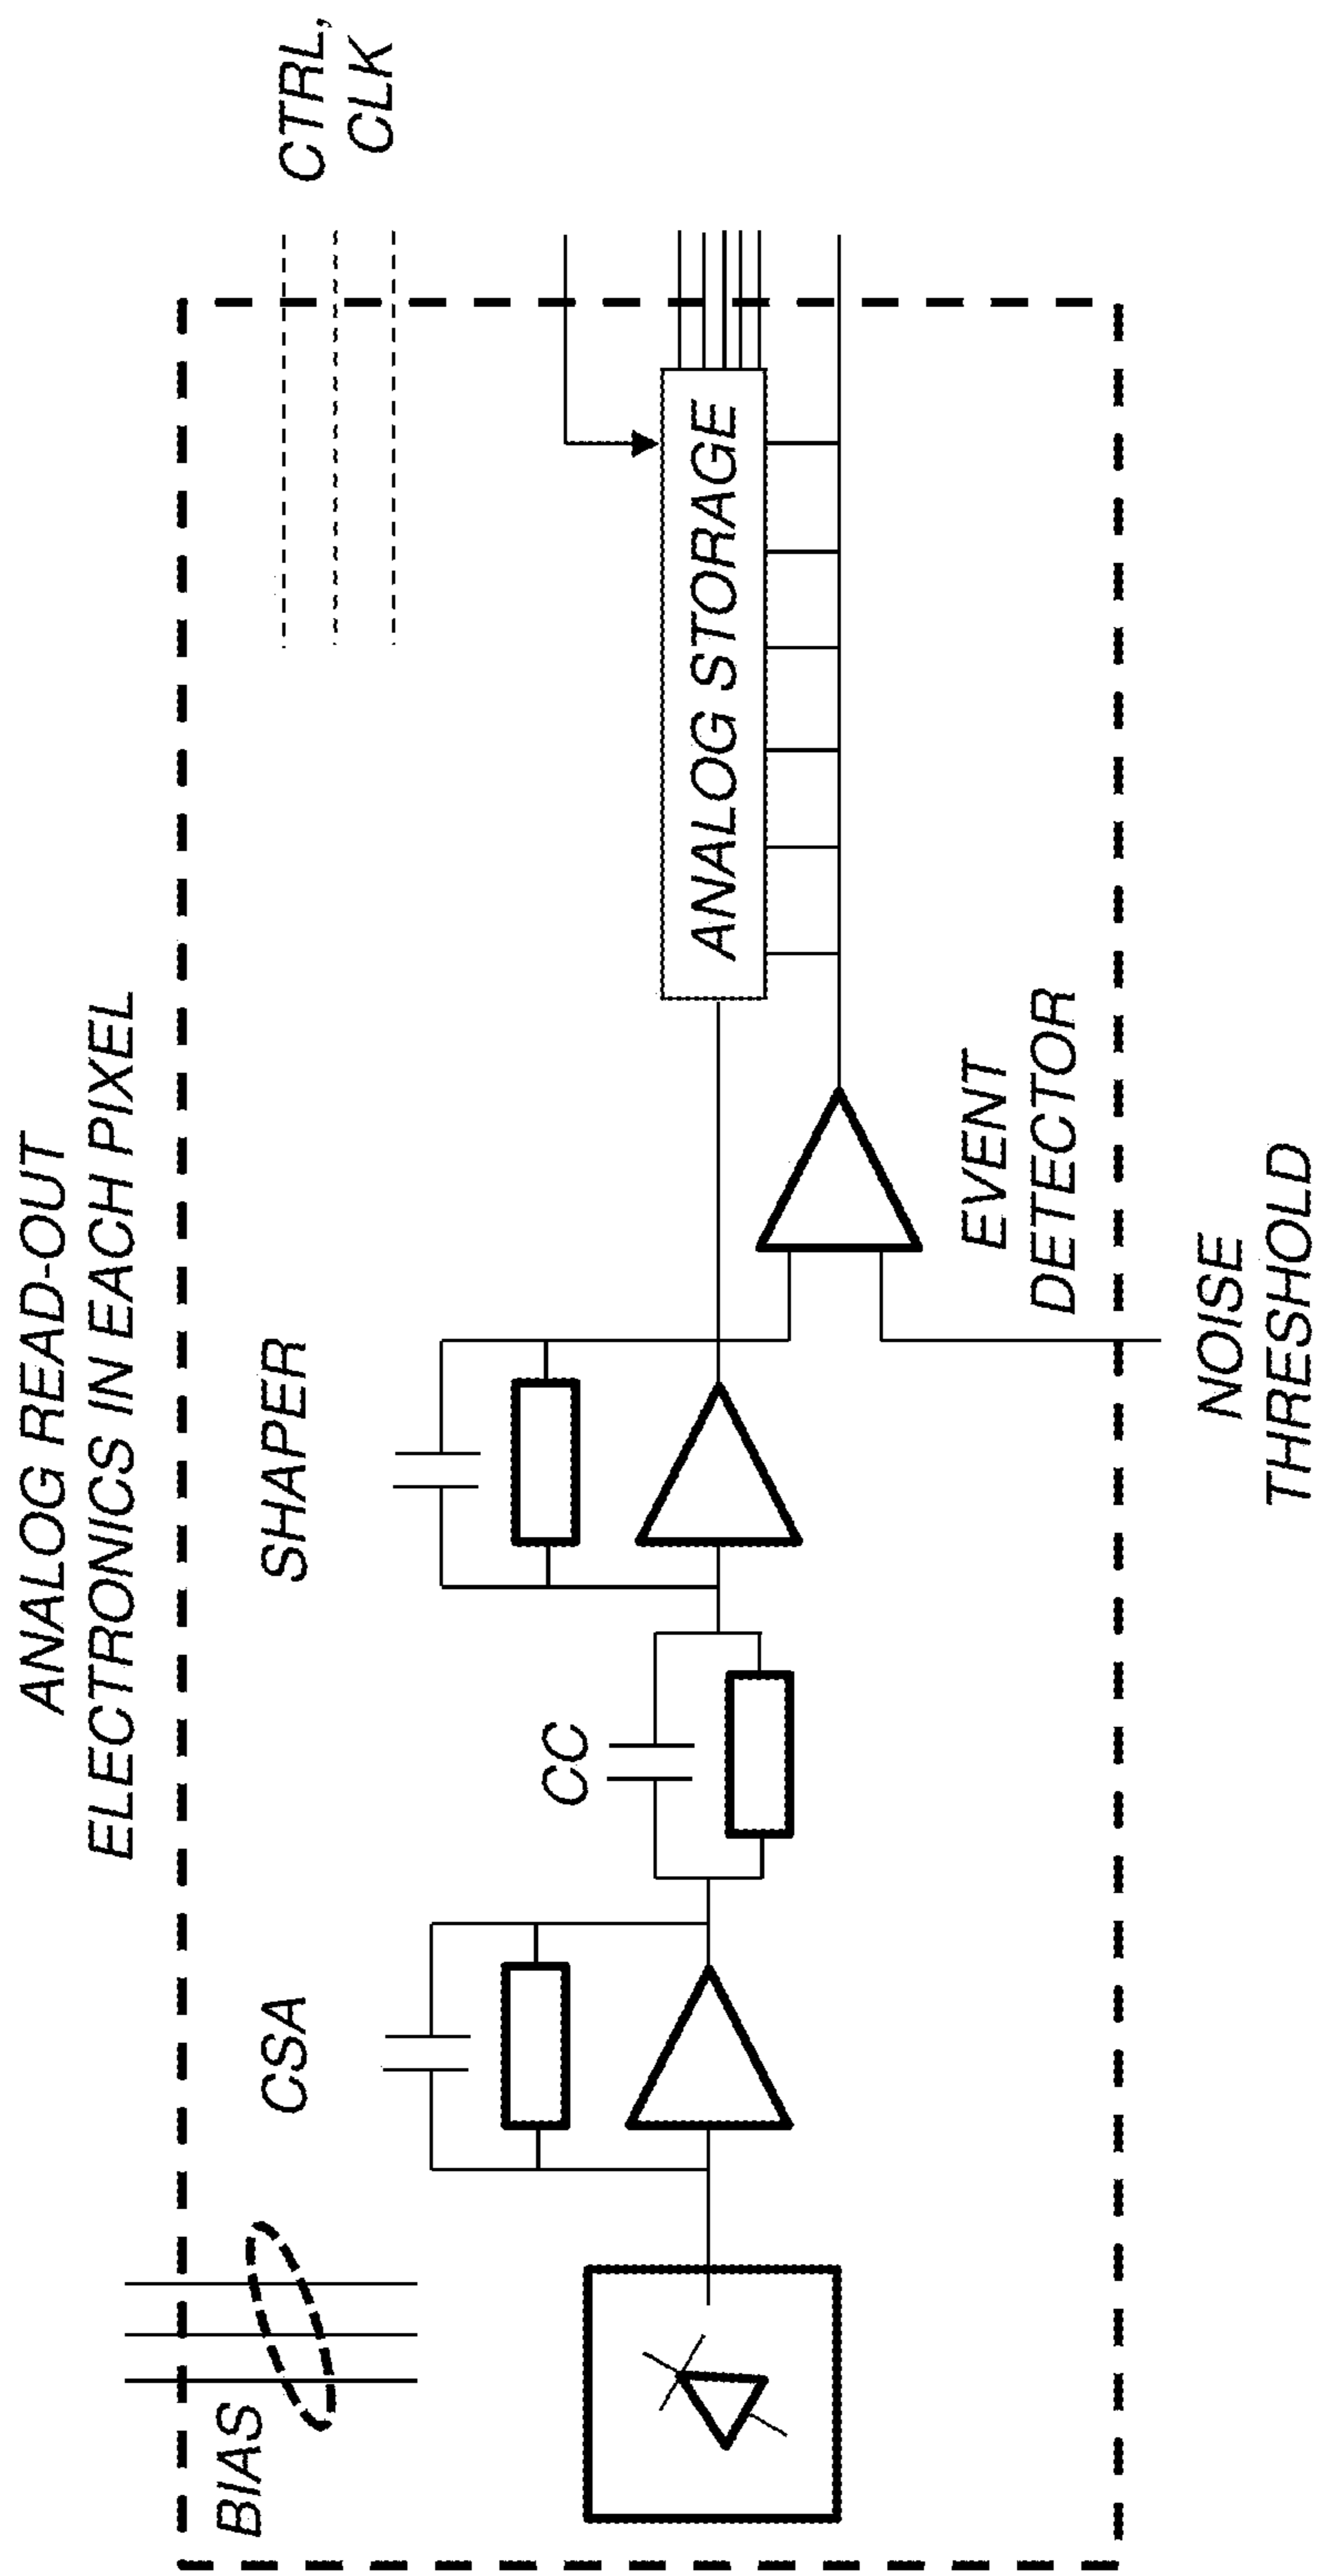 ANALOG READ-OUT
ELECTRONICS IN EACH PIXEL
BIAS
CSA
SHAPER
CTRL,
CLK
CC
ANALOG STORAGE
EVENT
DETECTOR
NOISE
THRESHOLD